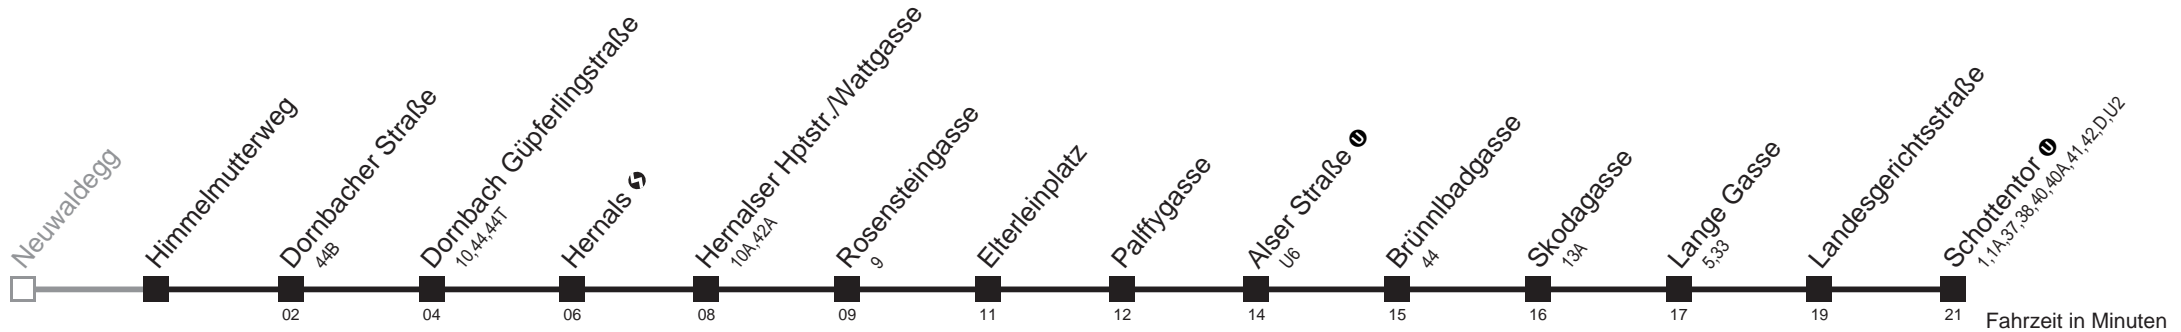 Neuwaldegg
Himmelmutterweg
Dornbacher Straße
44B
Dornbach Güpferlingstraße
10,44,44T
Hernals
Hernalser Hptstr./Wattgasse
10A,42A
Rosensteingasse
9
Elterleinplatz
Palffygasse
Alser Straße U
U6
Brünnlbadgasse
44
Skodagasse
13A
Lange Gasse
5,33
Landesgerichtsstraße
Schottentor U
1,1A,37,38,40,40A,41,42,D,U2
02 04 06 08 09 11 12 14 15 16 17 19 21
Fahrzeit in Minuten